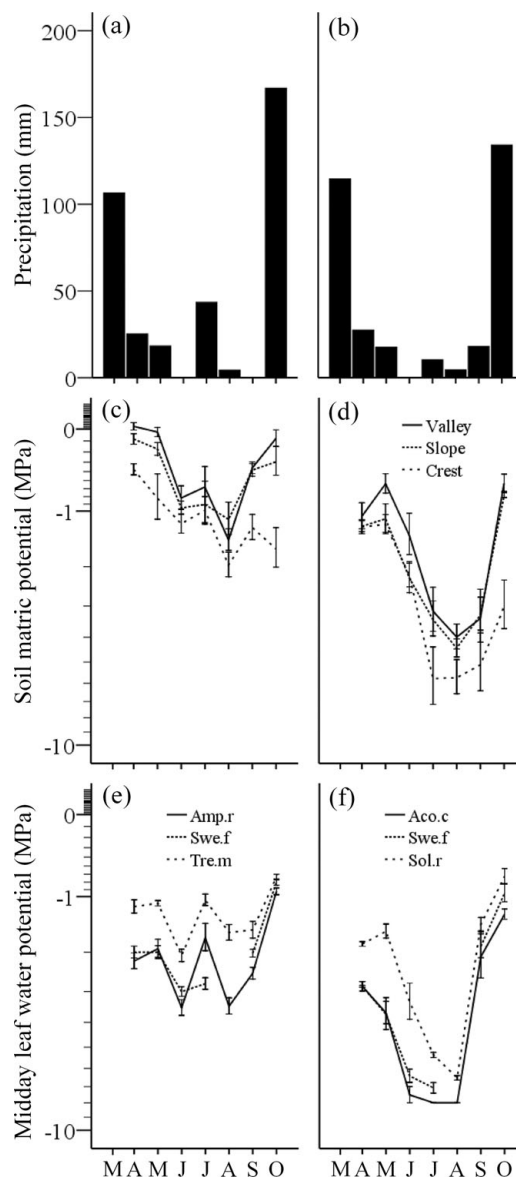 (a)
(b)
Precipitation (mm)
200
150
100
50
0
(c)
(d)
Soil matric potential (MPa)
0
-1
-10
Valley
Slope
Crest
(e)
(f)
Midday leaf water potential (MPa)
0
-1
-10
Amp.r
Swe.f
Tre.m
Aco.c
Swe.f
Sol.r
M A M J J A S O
M A M J J A S O